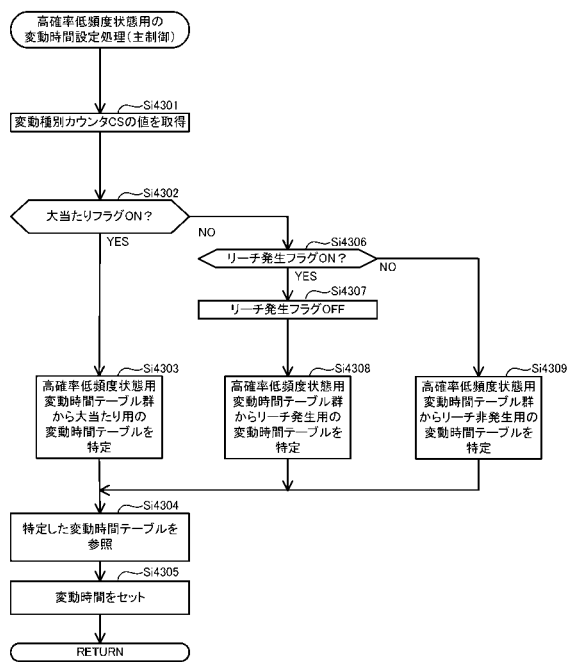 高確率低頻度状態用の
変動時間設定処理(主制御)
Si4301
変動種別カウンタCSの値を取得
Si4302
大当たりフラグON?
YES
NO
Si4306
リーチ発生フラグON?
YES
NO
Si4307
リーチ発生フラグOFF
Si4303
高確率低頻度状態用
変動時間テーブル群
から大当たり用の
変動時間テーブルを
特定
Si4308
高確率低頻度状態用
変動時間テーブル群
からリーチ発生用の
変動時間テーブルを
特定
Si4309
高確率低頻度状態用
変動時間テーブル群
からリーチ非発生用の
変動時間テーブルを
特定
Si4304
特定した変動時間テーブルを
参照
Si4305
変動時間をセット
RETURN